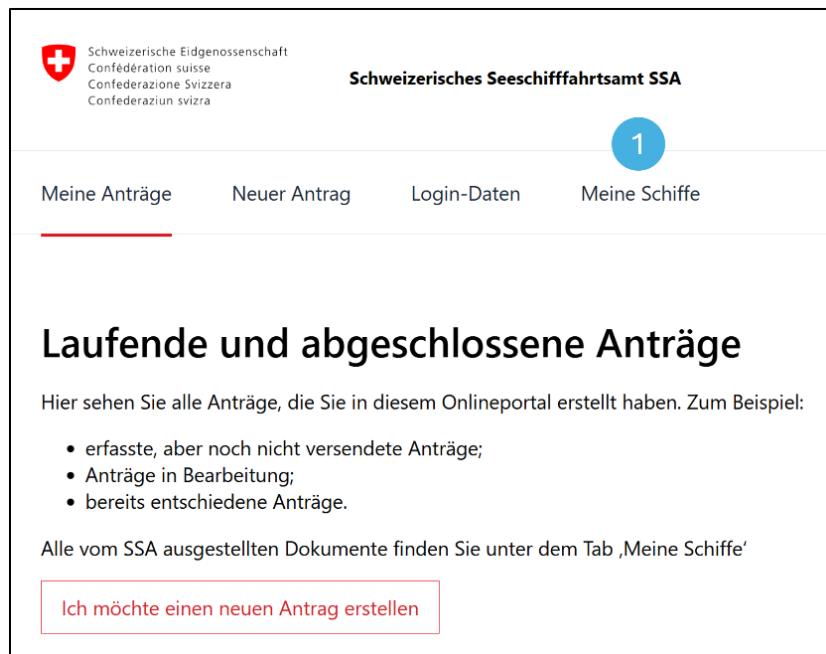 Schweizerische Eidgenossenschaft
Confédération suisse
Confederazione Svizzera
Confederaziun svizra
Schweizerisches Seeschifffahrtsamt SSA
1
Meine Anträge Neuer Antrag Login-Daten Meine Schiffe
Laufende und abgeschlossene Anträge
Hier sehen Sie alle Anträge, die Sie in diesem Onlineportal erstellt haben. Zum Beispiel:
• erfasste, aber noch nicht versendete Anträge;
• Anträge in Bearbeitung;
• bereits entschiedene Anträge.
Alle vom SSA ausgestellten Dokumente finden Sie unter dem Tab ‚Meine Schiffe‘
Ich möchte einen neuen Antrag erstellen